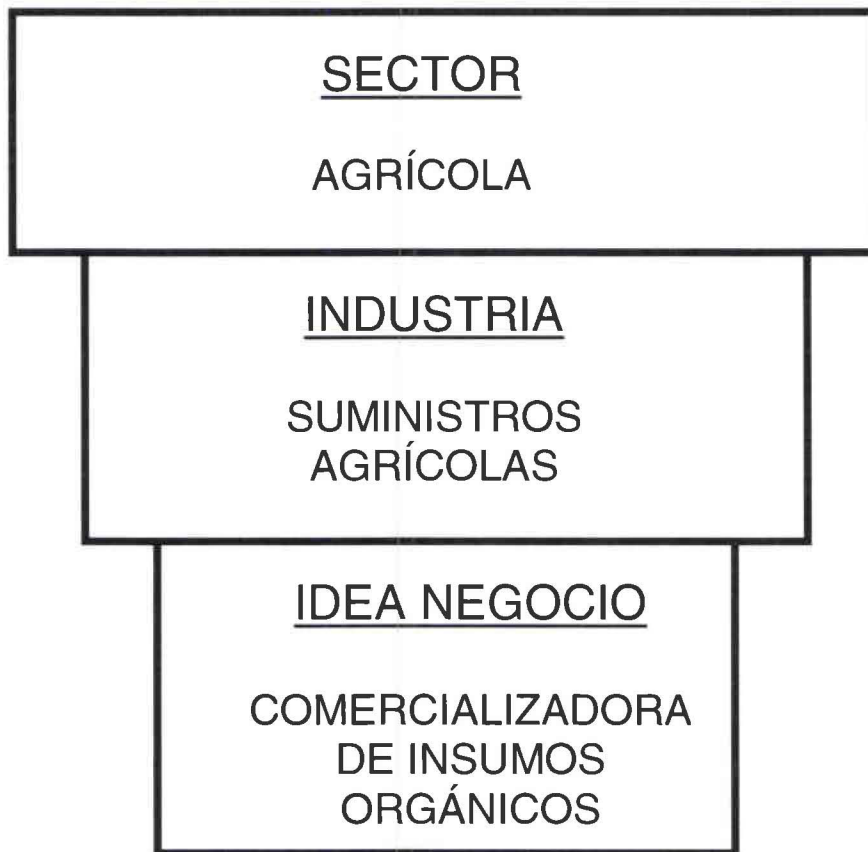 SECTOR
AGRÍCOLA
INDUSTRIA
SUMINISTROS
AGRÍCOLAS
IDEA NEGOCIO
COMERCIALIZADORA
DE INSUMOS
ORGÁNICOS